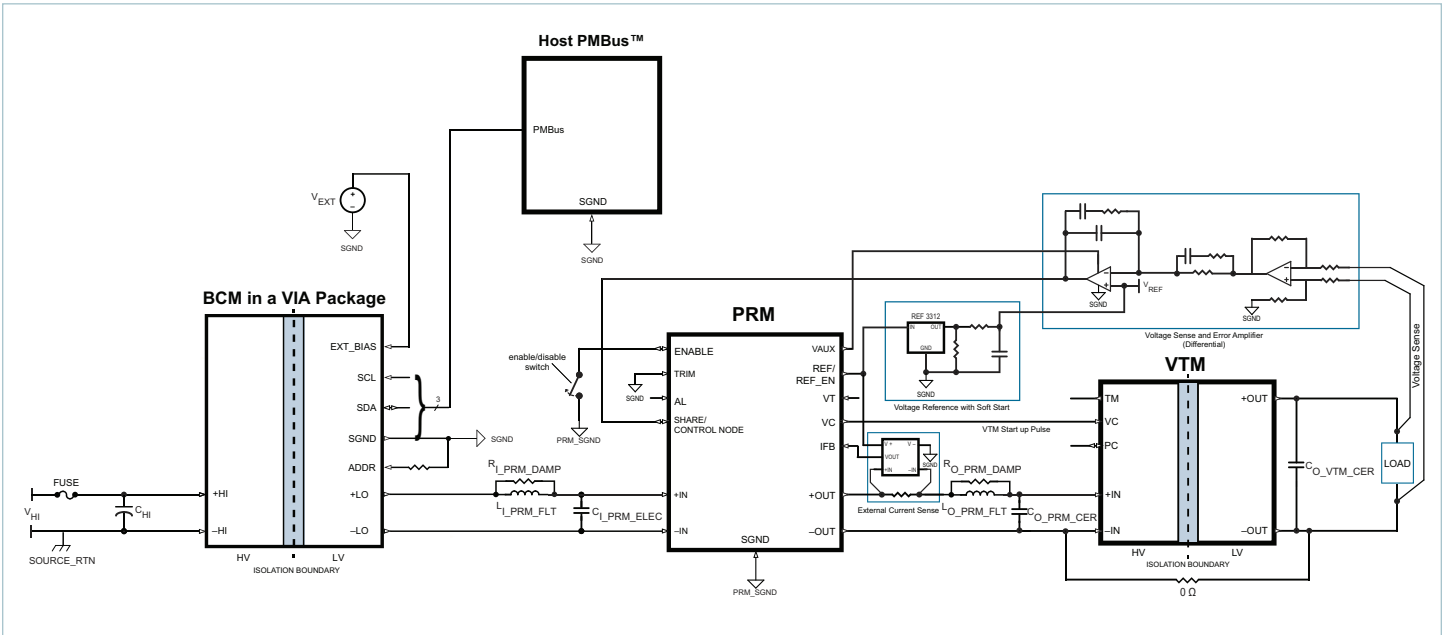 Host PMBus™
PMBus
SGND
SGND
V_EXT
+
–
SGND
BCM in a VIA Package
EXT_BIAS
SCL
SDA
SGND
ADDR
+LO
–LO
+HI
–HI
HV
LV
ISOLATION BOUNDARY
3
SGND
FUSE
V_HI
C_HI
SOURCE_RTN
R_I_PRM_DAMP
L_I_PRM_FLT
C_I_PRM_ELEC
enable/disable
switch
PRM_SGND
SGND
PRM
ENABLE
TRIM
AL
SHARE/
CONTROL NODE
+IN
–IN
VAUX
REF/
REF_EN
VT
VC
IFB
+OUT
–OUT
SGND
PRM_SGND
REF 3312
IN
OUT
GND
SGND
Voltage Reference with Soft Start
VTM Start up Pulse
V +
V –
VOUT
+IN
–IN
SGND
External Current Sense
R_O_PRM_DAMP
L_O_PRM_FLT
C_O_PRM_CER
–
+
SGND
V_REF
–
+
SGND
Voltage Sense and Error Amplifier
(Differential)
Voltage Sense
VTM
TM
VC
PC
+IN
–IN
+OUT
–OUT
HV
LV
ISOLATION BOUNDARY
C_O_VTM_CER
LOAD
0 Ω